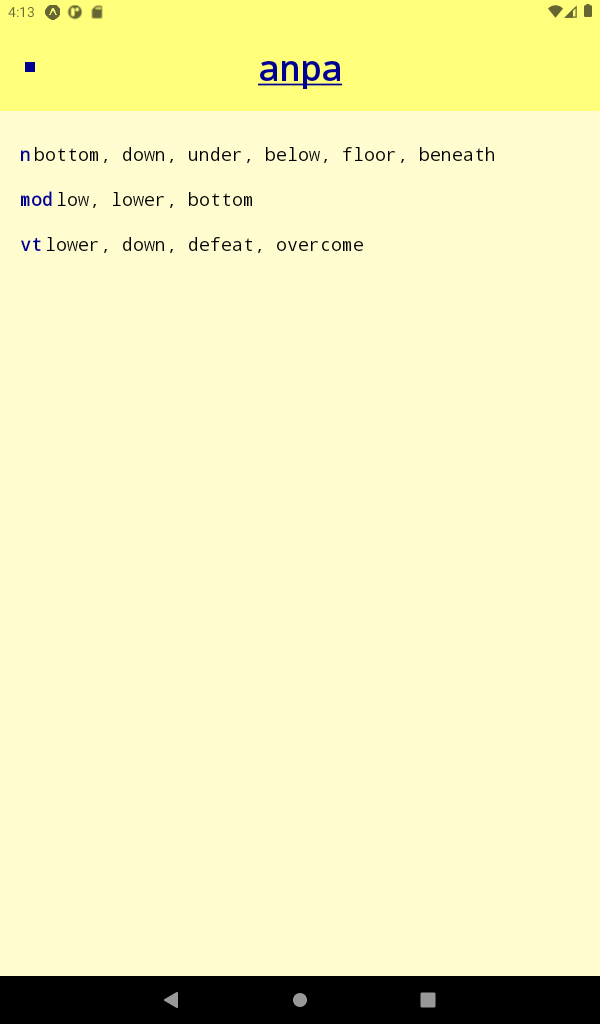 4:13
anpa
n bottom, down, under, below, floor, beneath
mod low, lower, bottom
vt lower, down, defeat, overcome